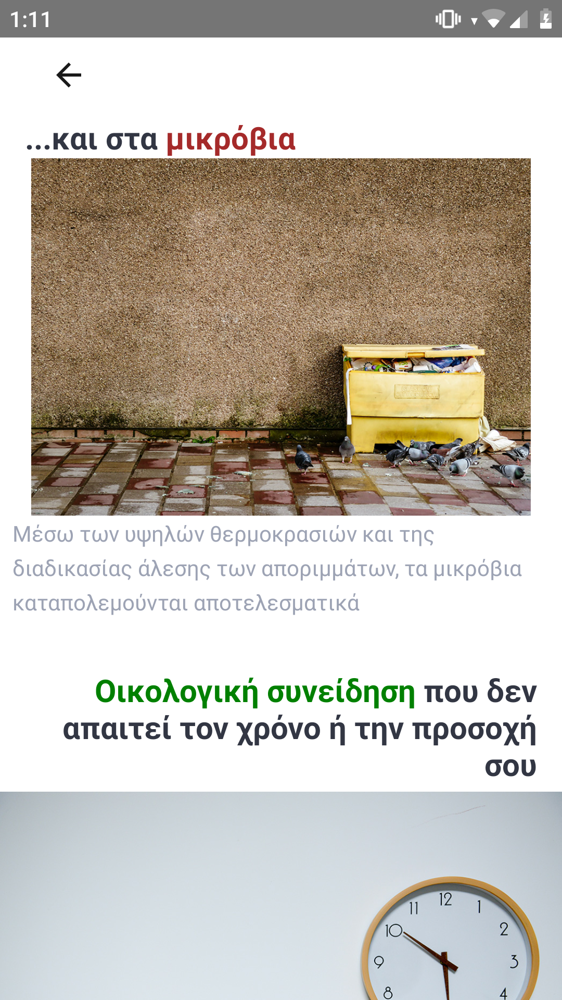 1:11
...και στα μικρόβια
Μέσω των υψηλών θερμοκρασιών και της
διαδικασίας άλεσης των αποριμμάτων, τα μικρόβια
καταπολεμούνται αποτελεσματικά
Οικολογική συνείδηση που δεν
απαιτεί τον χρόνο ή την προσοχή
σου
12
11
1
10
2
9
3
8
4